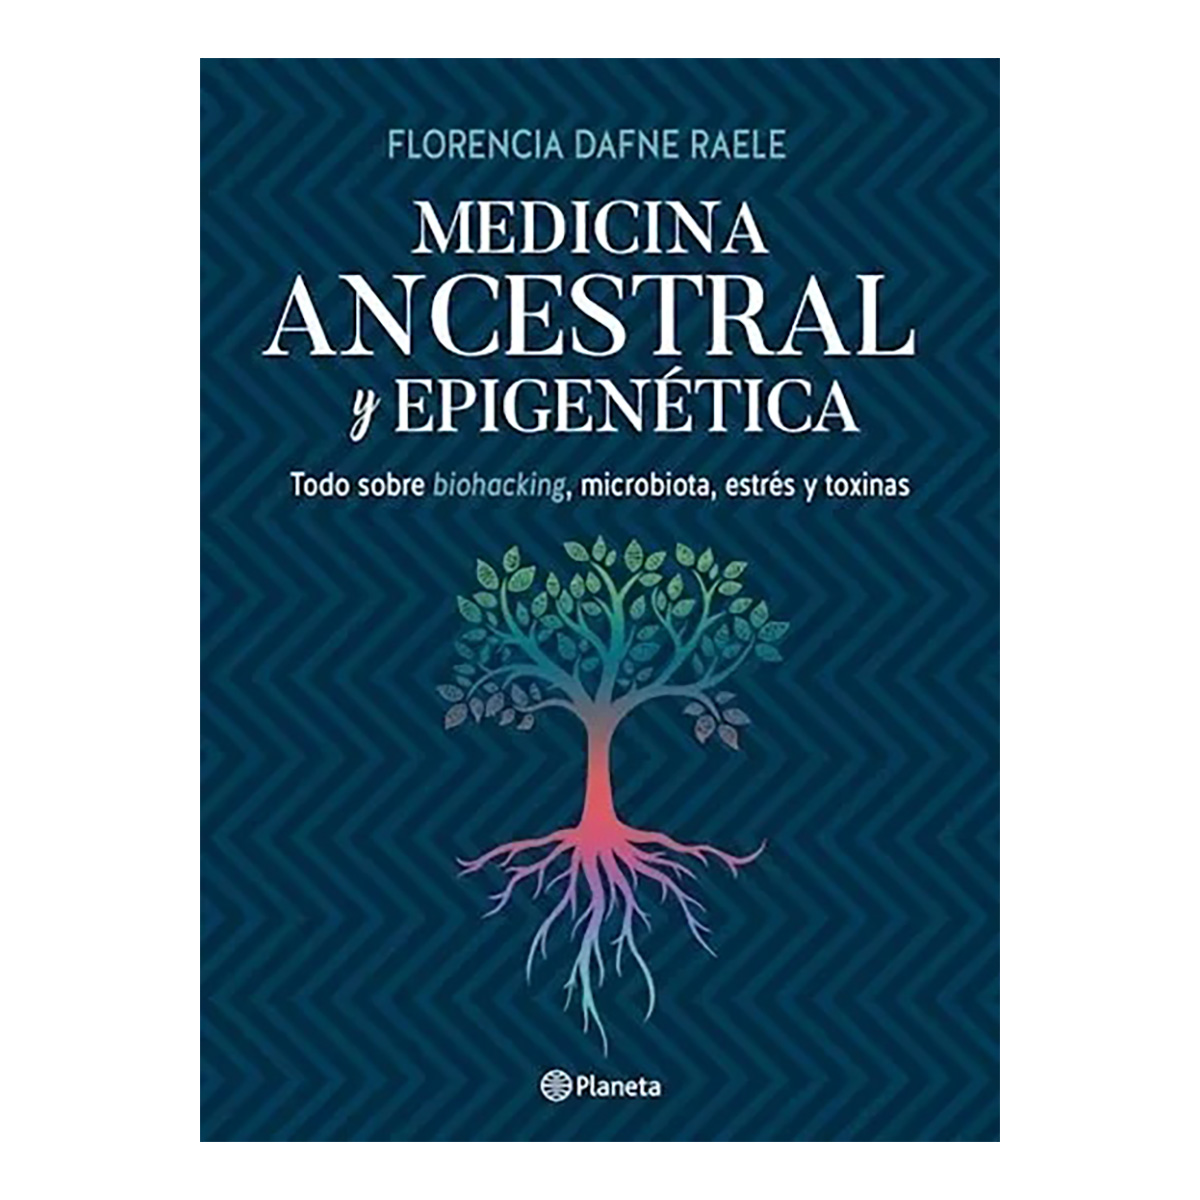 FLORENCIA DAFNE RAELE
MEDICINA
ANCESTRAL
y EPIGENÉTICA
Todo sobre biohacking, microbiota, estrés y toxinas
Planeta